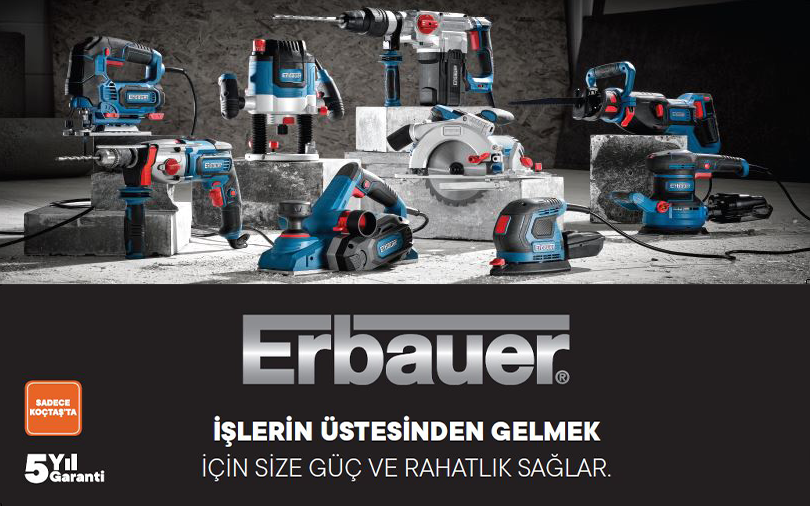 Erbauer®
SADECE
KOÇTAŞ'TA
İŞLERİN ÜSTESİNDEN GELMEK
İÇİN SİZE GÜÇ VE RAHATLIK SAĞLAR.
5 Yıl
Garanti